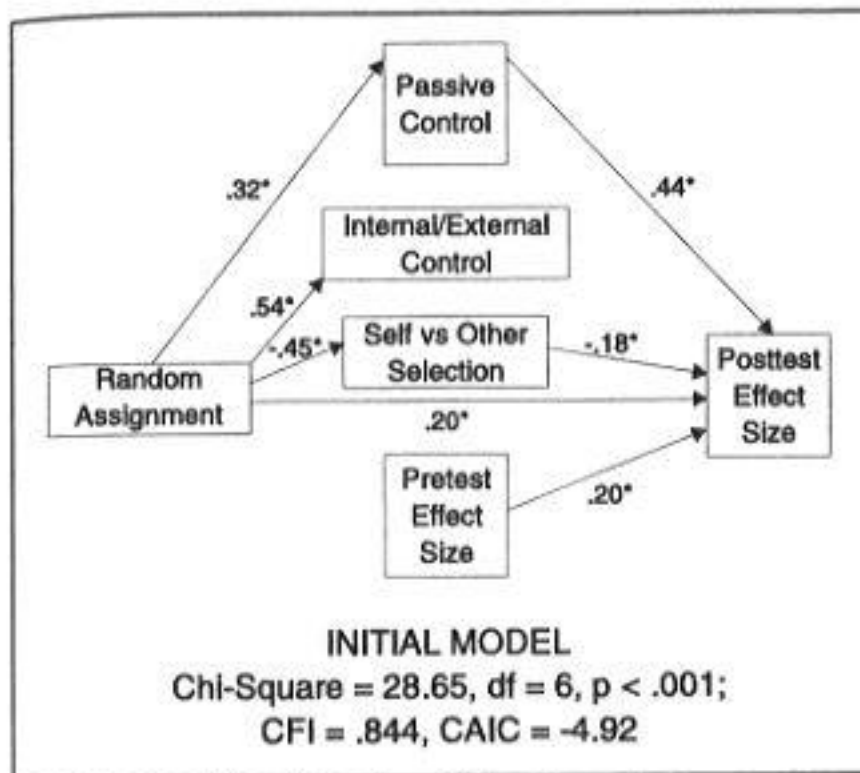 Passive
Control
.32*
.44*
Internal/External
Control
.54*
-.45*
Self vs Other
Selection
-.18*
Random
Assignment
Posttest
Effect
Size
.20*
Pretest
Effect
Size
.20*
INITIAL MODEL
Chi-Square = 28.65, df = 6, p < .001;
CFI = .844, CAIC = -4.92